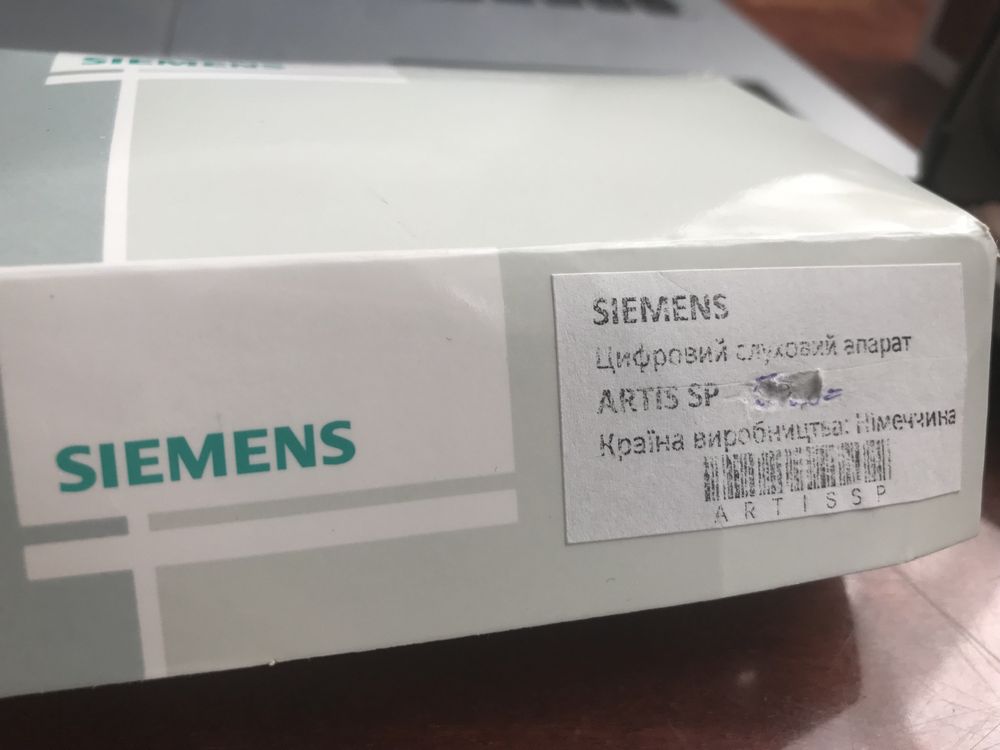 SIEMENS
SIEMENS
SIEMENS
Цифровий слуховий апарат
ARTIS SP
Країна виробництва: Німеччина
ARTISSP